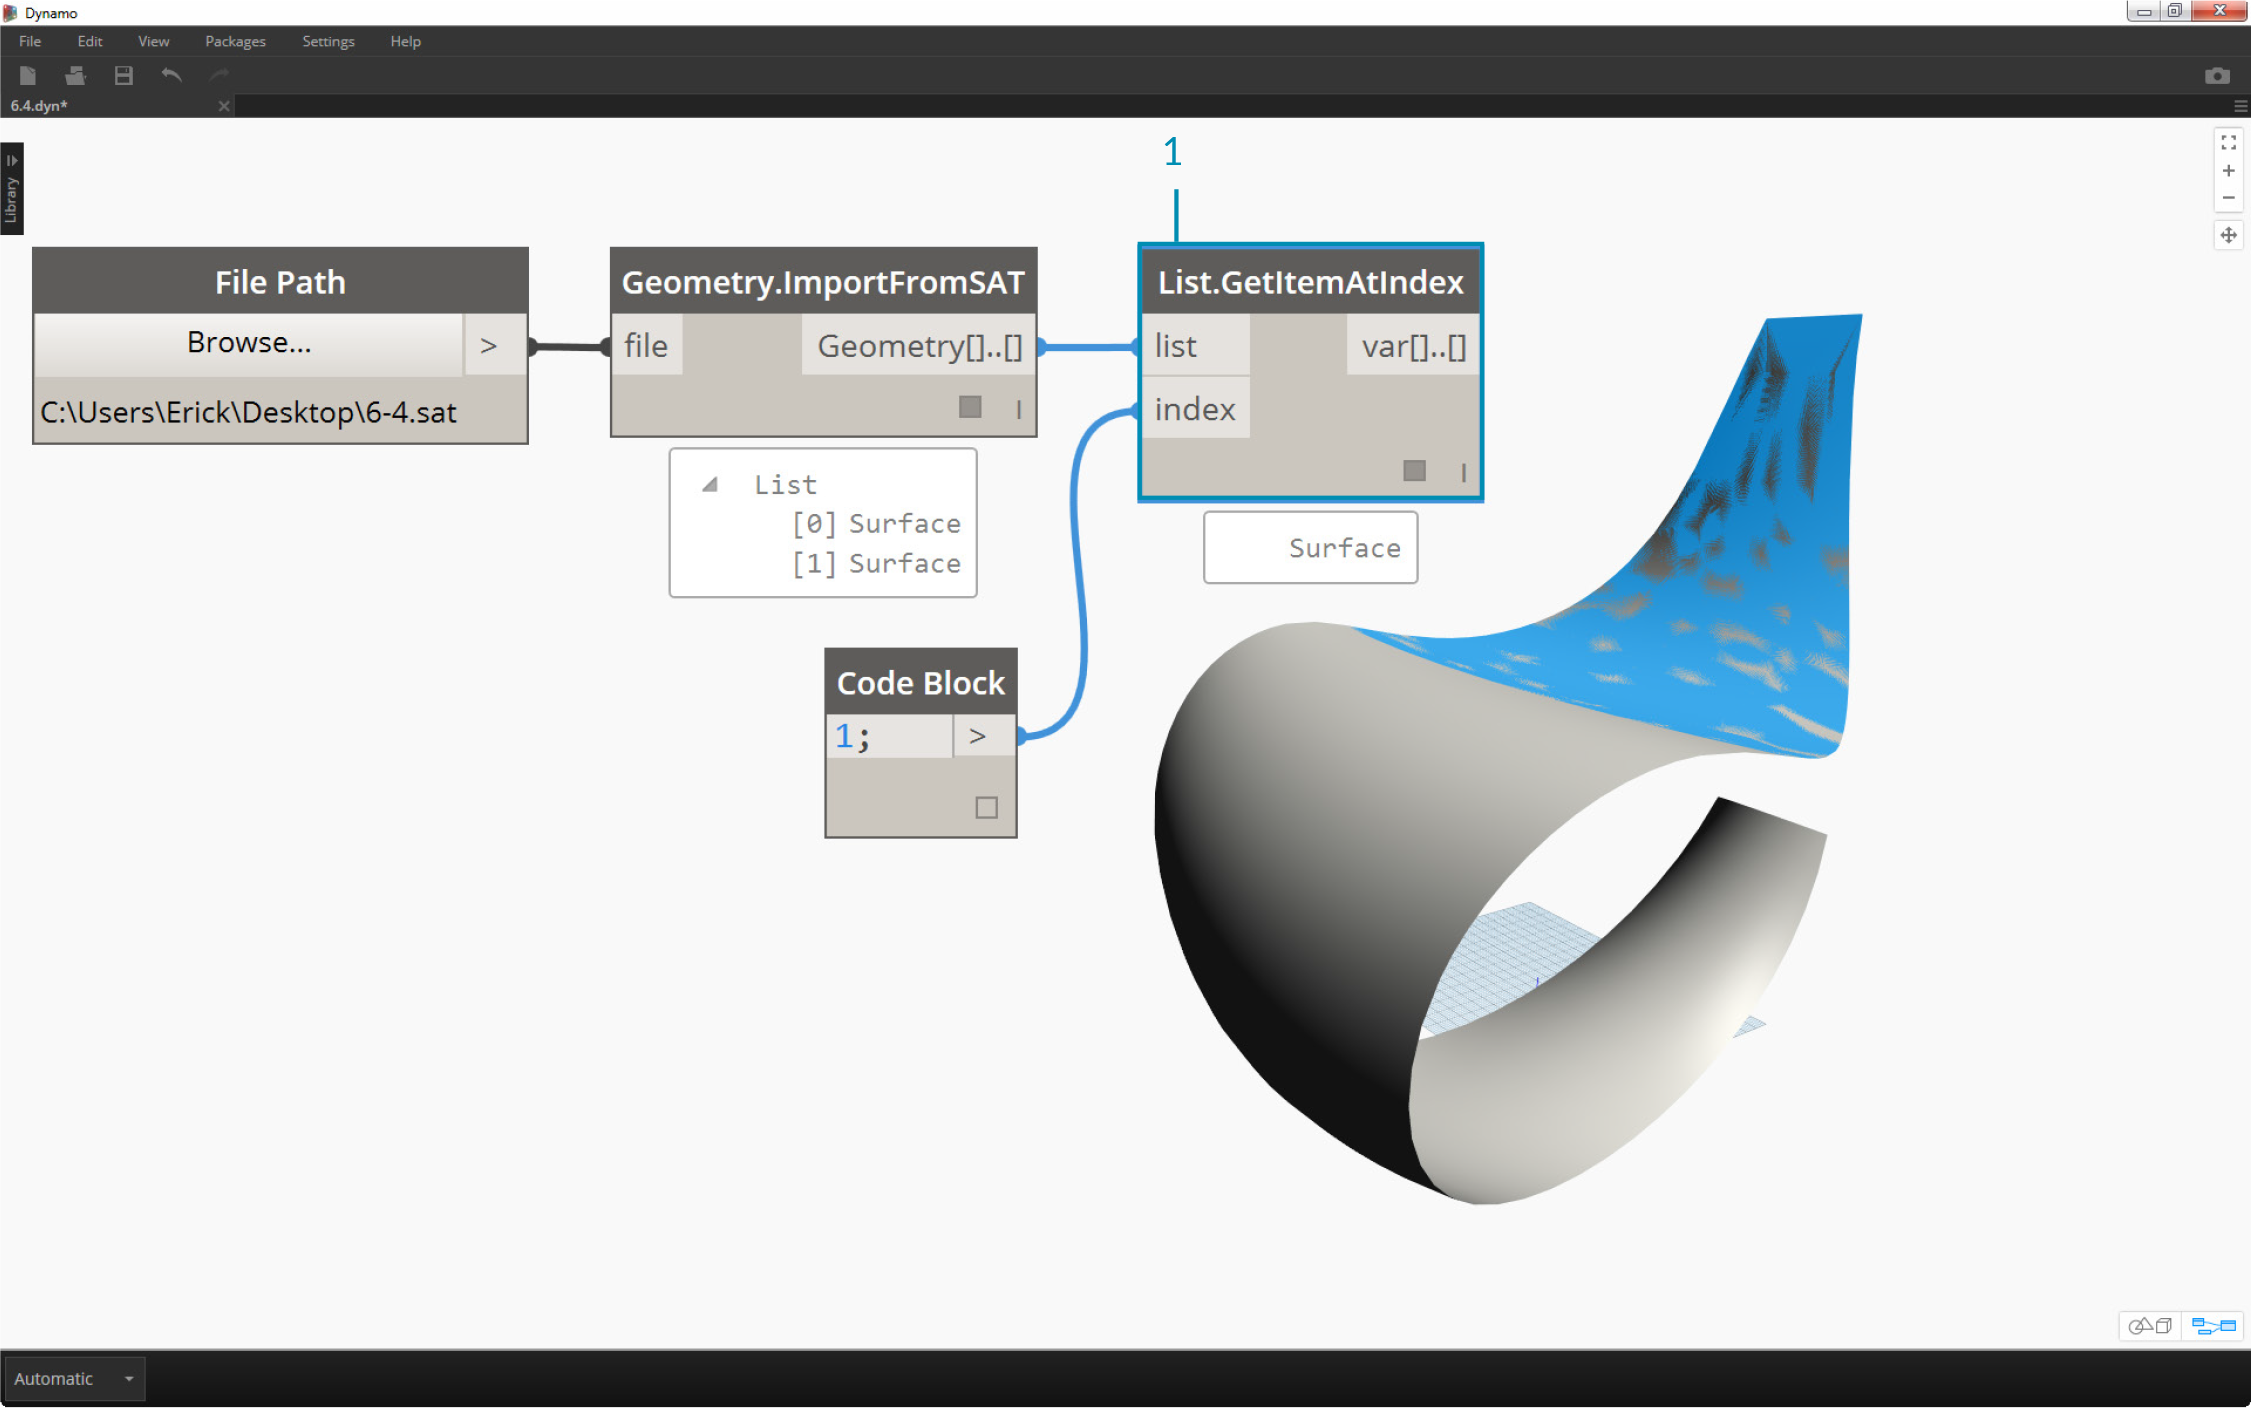 Dynamo
File Edit View Packages Settings Help
6.4.dyn*
Library
1
File Path
Browse...
>
C:\Users\Erick\Desktop\6-4.sat
Geometry.ImportFromSAT
file
Geometry[]..[]
I
List
[0] Surface
[1] Surface
List.GetItemAtIndex
list
var[]..[]
index
I
Surface
Code Block
1;
>
Automatic